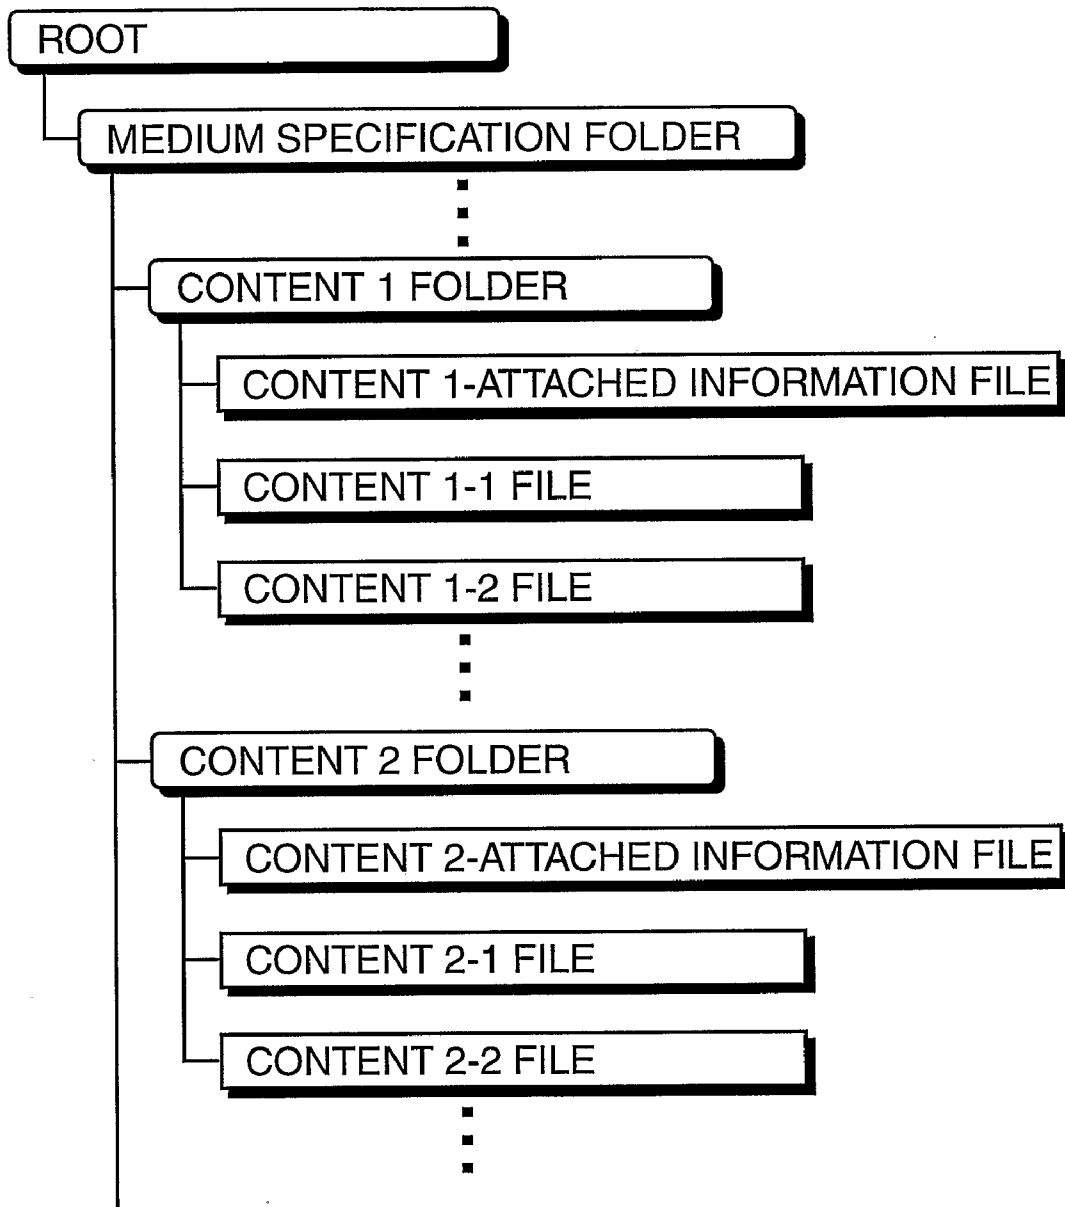 ROOT
MEDIUM SPECIFICATION FOLDER
CONTENT 1 FOLDER
CONTENT 1-ATTACHED INFORMATION FILE
CONTENT 1-1 FILE
CONTENT 1-2 FILE
CONTENT 2 FOLDER
CONTENT 2-ATTACHED INFORMATION FILE
CONTENT 2-1 FILE
CONTENT 2-2 FILE